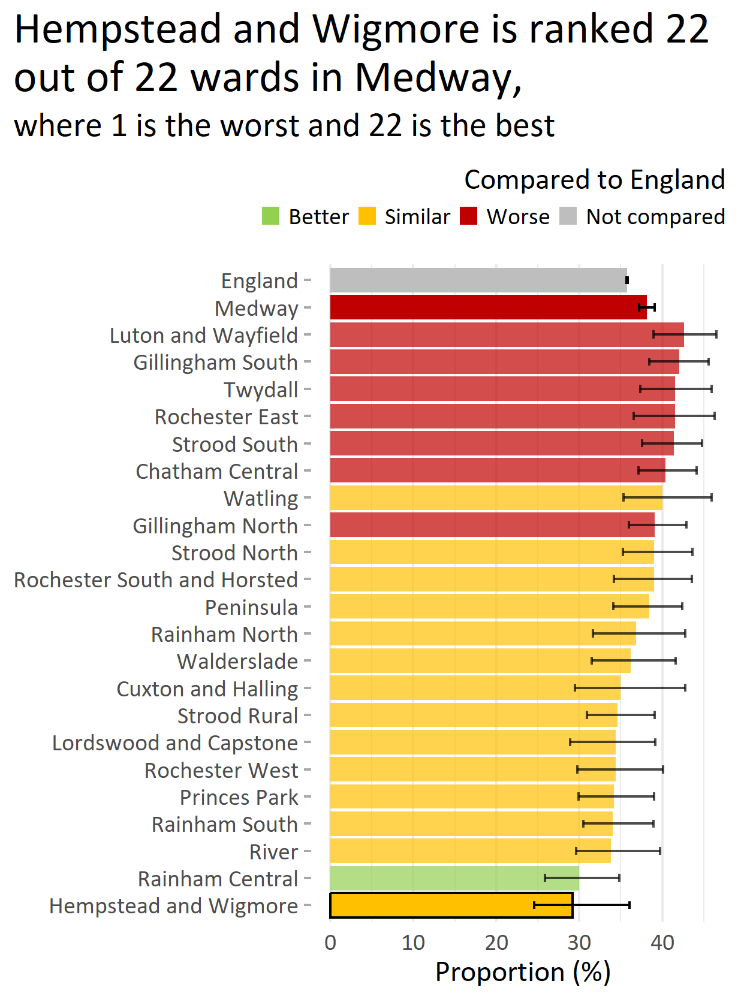 Hempstead and Wigmore is ranked 22
out of 22 wards in Medway,
where 1 is the worst and 22 is the best
Compared to England
Better Similar Worse Not compared
England
Medway
Luton and Wayfield
Gillingham South
Twydall
Rochester East
Strood South
Chatham Central
Watling
Gillingham North
Strood North
Rochester South and Horsted
Peninsula
Rainham North
Walderslade
Cuxton and Halling
Strood Rural
Lordswood and Capstone
Rochester West
Princes Park
Rainham South
River
Rainham Central
Hempstead and Wigmore
0 10 20 30 40
Proportion (%)